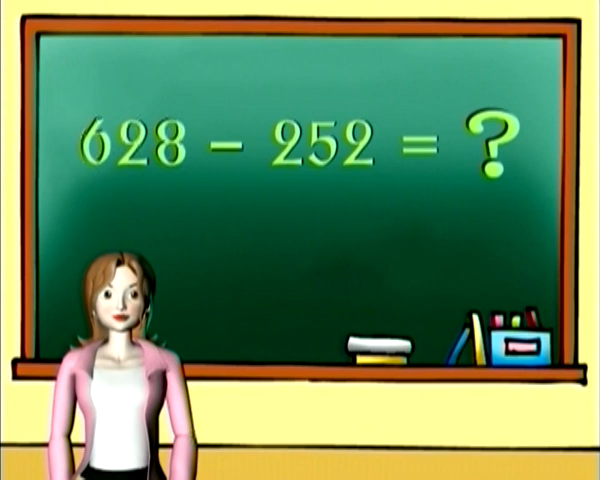 628 – 252 = ?